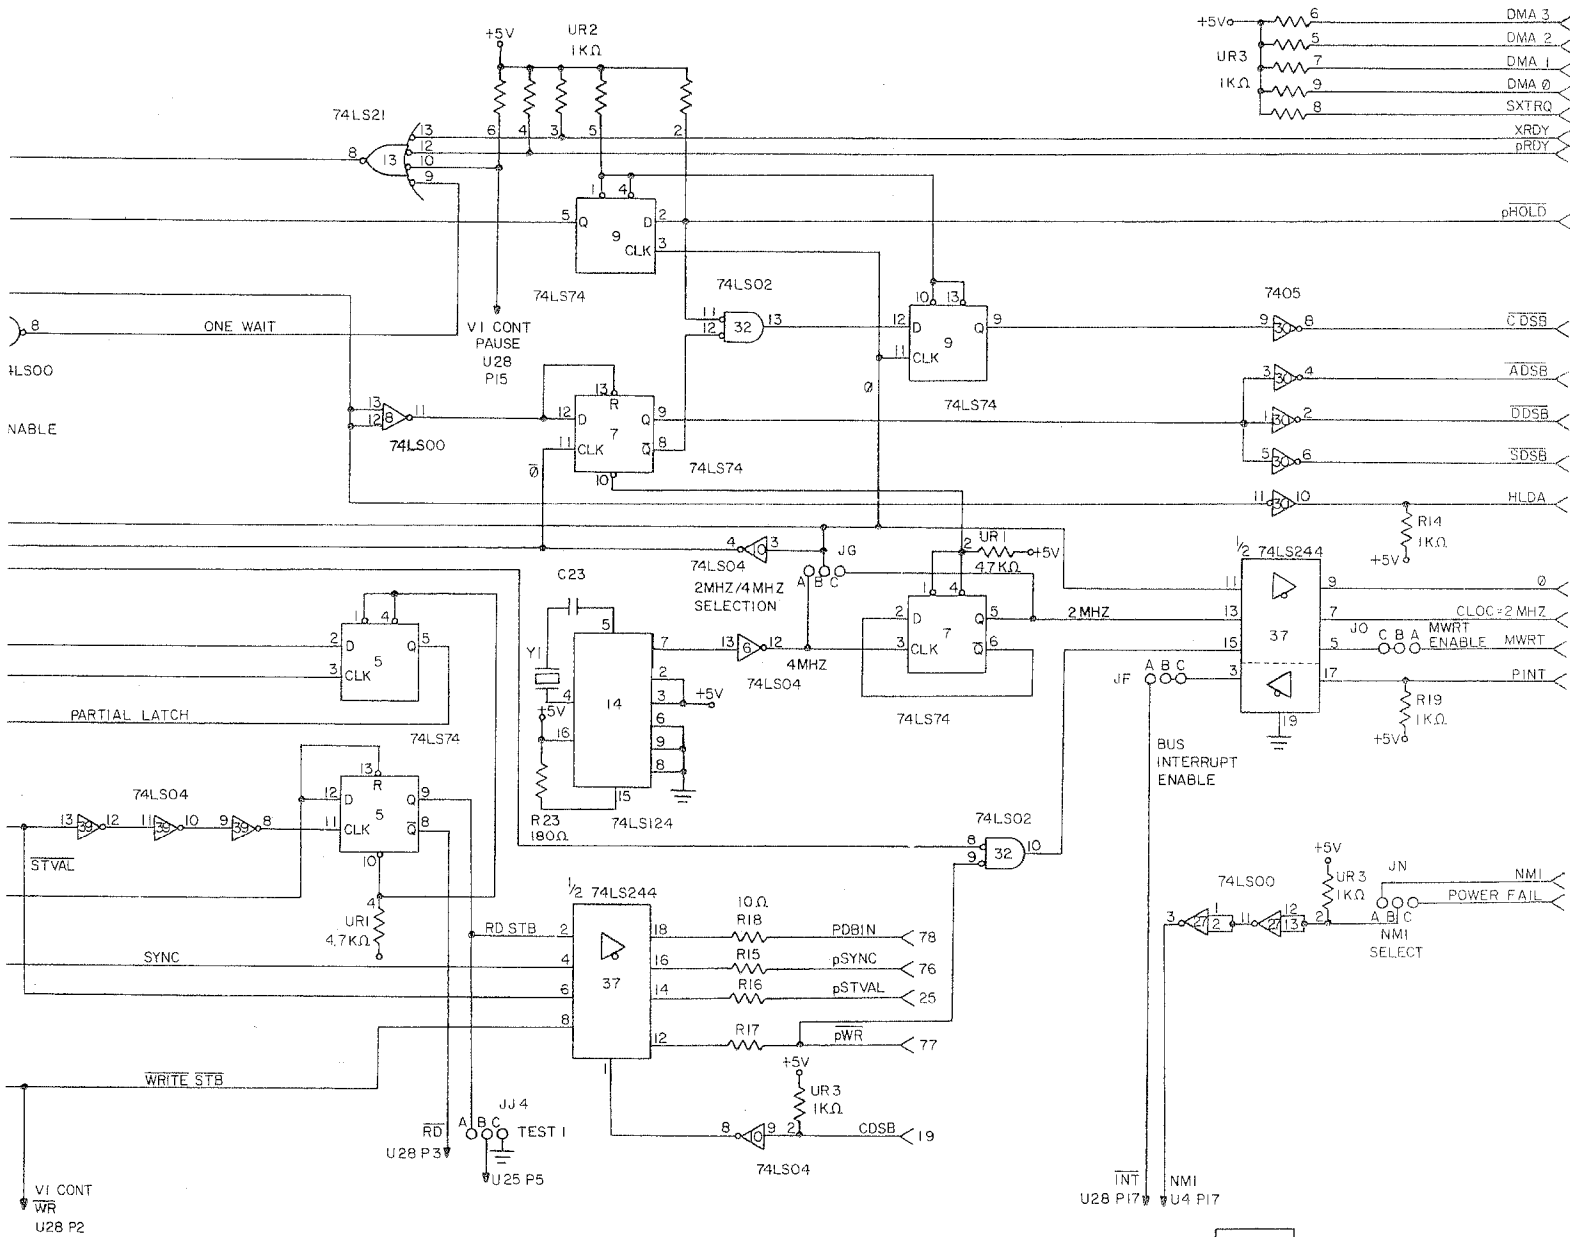 +5V
UR2
1KΩ
74LS21
13
12
10
9
8
13
6
4
3
5
2
+5V
UR3
1KΩ
6
DMA 3
5
DMA 2
7
DMA 1
9
DMA 0
8
SXTRQ
XRDY
pRDY
1
4
5
Q
D
2
9
CLK
3
74LS74
pHOLD
8
ONE WAIT
4LS00
NABLE
V1 CONT
PAUSE
U28
P15
74LS02
11
12
32
13
10
13
12
D
Q
9
9
11
CLK
74LS74
Ø
7405
9
30
8
CDSB
3
30
4
ADSB
1
30
2
DDSB
5
30
6
SDSB
11
30
10
HLDA
R14
1KΩ
+5V
13
12
8
11
74LS00
13
R
12
D
Q
9
7
11
CLK
Q
8
10
74LS74
Ø
4
10
3
74LS04
JG
A B C
2MHZ/4MHZ
SELECTION
2
UR1
+5V
4.7KΩ
1
4
2
D
Q
5
7
3
CLK
Q
6
74LS74
2MHZ
C23
Y1
5
4
+5V
16
14
7
2
3
+5V
6
9
8
15
R23
180Ω
74LS124
13
6
12
74LS04
4MHZ
1/2 74LS244
11
9
Ø
13
7
CLOC=2MHZ
37
15
5
JO
C B A
MWRT
ENABLE
MWRT
3
17
PINT
19
R19
1KΩ
+5V
JF
A B C
BUS
INTERRUPT
ENABLE
1
4
2
D
Q
5
5
3
CLK
74LS74
PARTIAL LATCH
74LS04
13
39
12
11
39
10
9
39
8
STVAL
13
R
12
D
Q
9
5
11
CLK
Q
8
10
4
UR1
4.7KΩ
74LS02
8
9
32
10
1/2 74LS244
RD STB
2
18
10Ω
R18
PDBIN
78
SYNC
4
16
R15
pSYNC
76
37
6
14
R16
pSTVAL
25
8
12
R17
pWR
77
1
WRITE STB
+5V
UR3
1KΩ
8
10
9
2
CDSB
19
74LS04
JJ4
A B C
TEST 1
RD
U28 P3
U25 P5
V1 CONT
WR
U28 P2
74LS00
3
27
1
2
11
27
12
13
2
+5V
UR3
1KΩ
JN
A B C
NMI
SELECT
NMI
POWER FAIL
INT
U28 P17
NMI
U4 P17